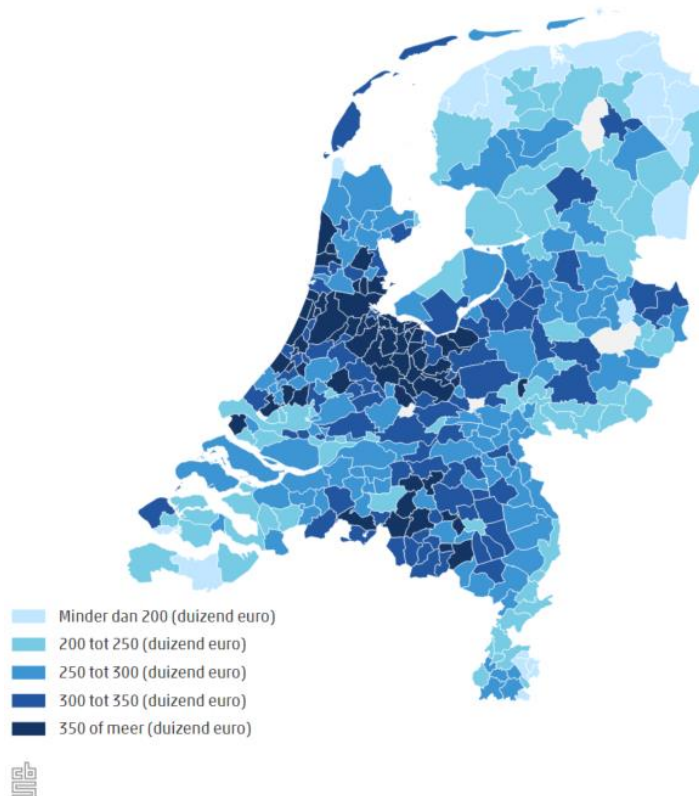 Minder dan 200 (duizend euro)
200 tot 250 (duizend euro)
250 tot 300 (duizend euro)
300 tot 350 (duizend euro)
350 of meer (duizend euro)
cbs